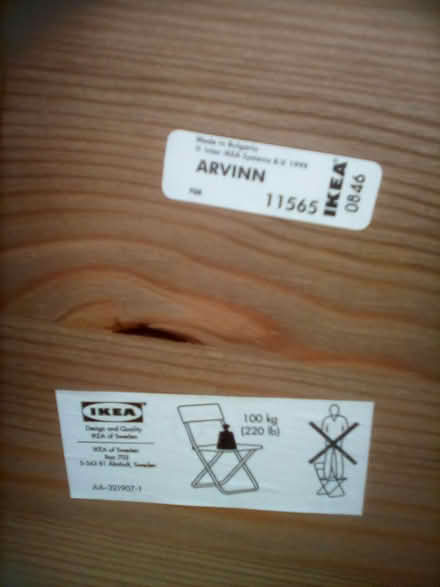 Made in Bulgaria
© Inter IKEA Systems B.V. 1999
ARVINN
11565
IKEA
0846
IKEA
Design and Quality
IKEA of Sweden
IKEA of Sweden
Box 702
S-343 81 Älmhult, Sweden
AA-321907-1
100 kg
(220 lb)